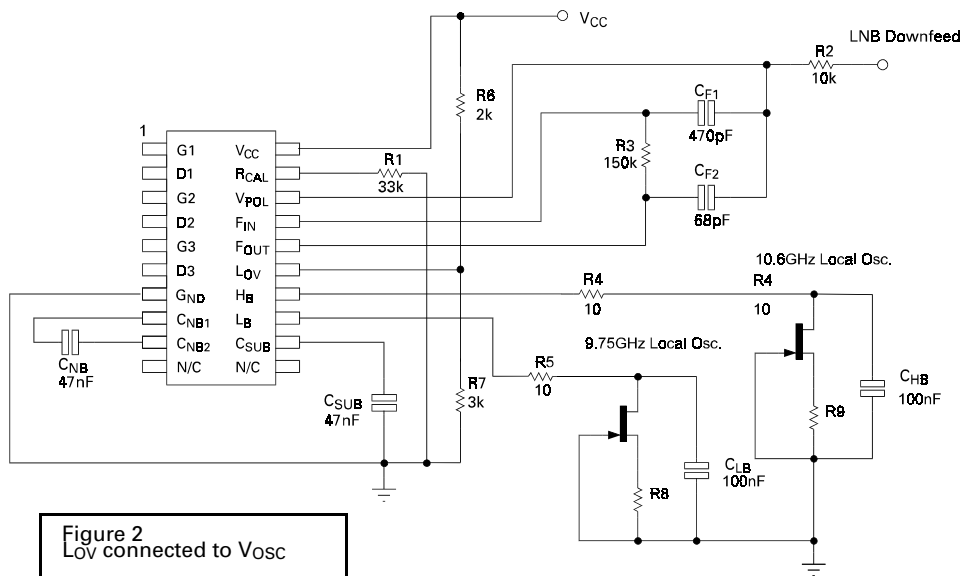 VCC
LNB Downfeed
R2
10k
R6
2k
CF1
470pF
R3
150k
CF2
68pF
1
G1
VCC
R1
33k
D1
RCAL
G2
VPOL
D2
FIN
G3
FOUT
D3
LOV
GND
HB
CNB1
LB
CNB2
CSUB
N/C
N/C
CNB
47nF
CSUB
47nF
R7
3k
10.6GHz Local Osc.
R4
10
R4
10
9.75GHz Local Osc.
R5
10
R9
CHB
100nF
R8
CLB
100nF
Figure 2
LOV connected to VOSC